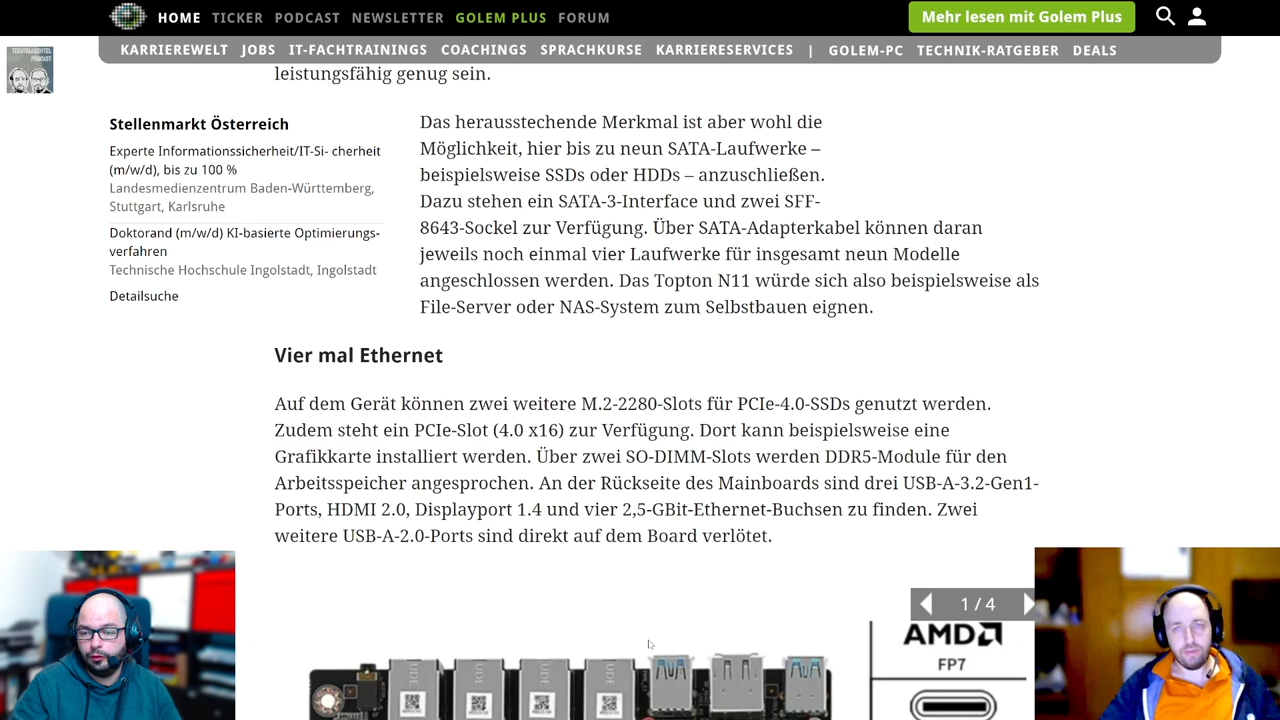 HOME TICKER PODCAST NEWSLETTER GOLEM PLUS FORUM Mehr lesen mit Golem Plus
KARRIEREWELT JOBS IT-FACHTRAININGS COACHINGS SPRACHKURSE KARRIERESERVICES | GOLEM-PC TECHNIK-RATGEBER DEALS
leistungsfähig genug sein.
Stellenmarkt Österreich
Experte Informationssicherheit/IT-Si- cherheit
(m/w/d), bis zu 100 %
Landesmedienzentrum Baden-Württemberg,
Stuttgart, Karlsruhe
Doktorand (m/w/d) KI-basierte Optimierungs-
verfahren
Technische Hochschule Ingolstadt, Ingolstadt
Detailsuche
Das herausstechende Merkmal ist aber wohl die
Möglichkeit, hier bis zu neun SATA-Laufwerke –
beispielsweise SSDs oder HDDs – anzuschließen.
Dazu stehen ein SATA-3-Interface und zwei SFF-
8643-Sockel zur Verfügung. Über SATA-Adapterkabel können daran
jeweils noch einmal vier Laufwerke für insgesamt neun Modelle
angeschlossen werden. Das Topton N11 würde sich also beispielsweise als
File-Server oder NAS-System zum Selbstbauen eignen.
Vier mal Ethernet
Auf dem Gerät können zwei weitere M.2-2280-Slots für PCIe-4.0-SSDs genutzt werden.
Zudem steht ein PCIe-Slot (4.0 x16) zur Verfügung. Dort kann beispielsweise eine
Grafikkarte installiert werden. Über zwei SO-DIMM-Slots werden DDR5-Module für den
Arbeitsspeicher angesprochen. An der Rückseite des Mainboards sind drei USB-A-3.2-Gen1-
Ports, HDMI 2.0, Displayport 1.4 und vier 2,5-GBit-Ethernet-Buchsen zu finden. Zwei
weitere USB-A-2.0-Ports sind direkt auf dem Board verlötet.
1 / 4
AMD
FP7